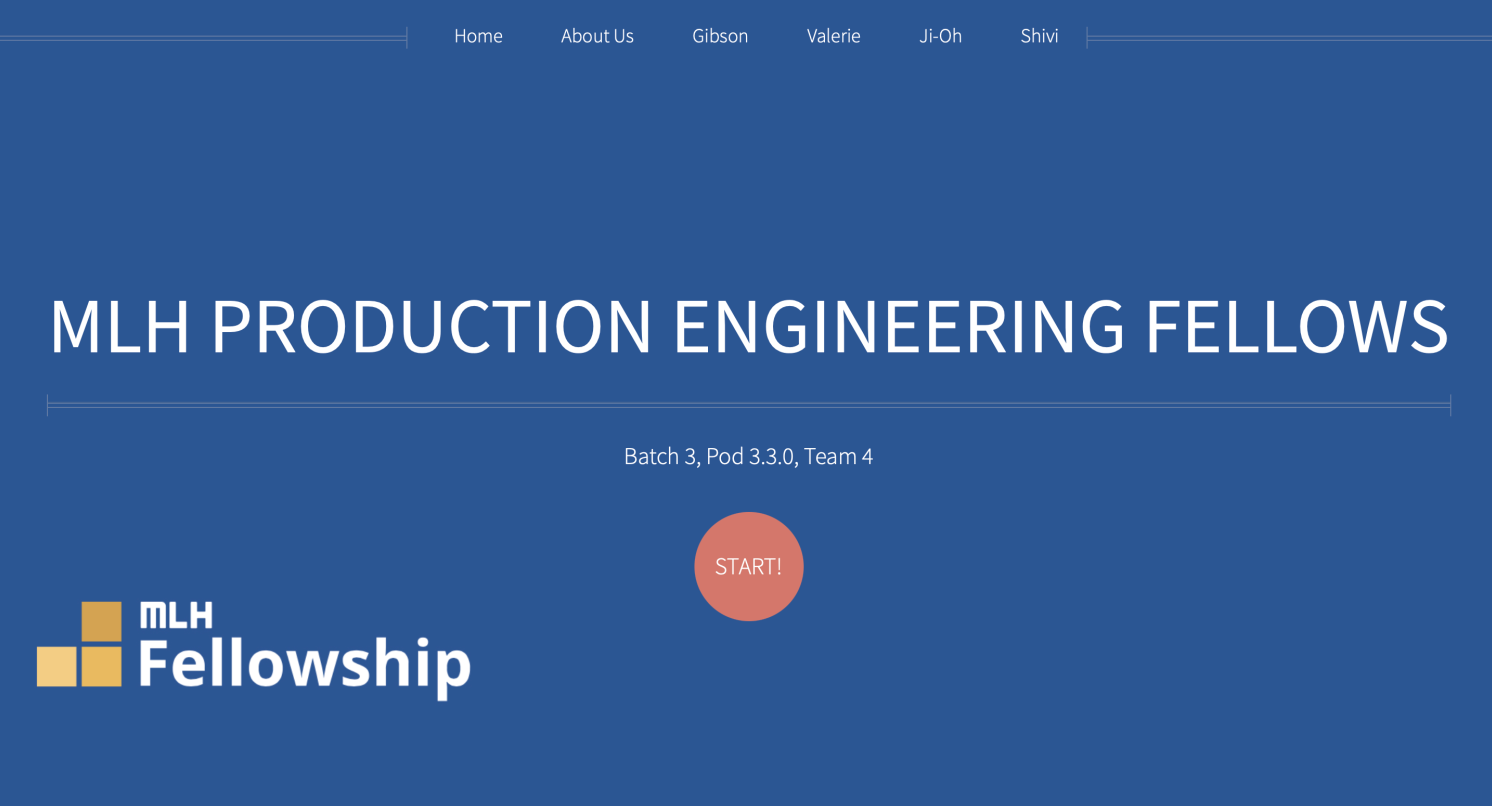 Home About Us Gibson Valerie Ji-Oh Shivi
MLH PRODUCTION ENGINEERING FELLOWS
Batch 3, Pod 3.3.0, Team 4
START!
MLH
Fellowship